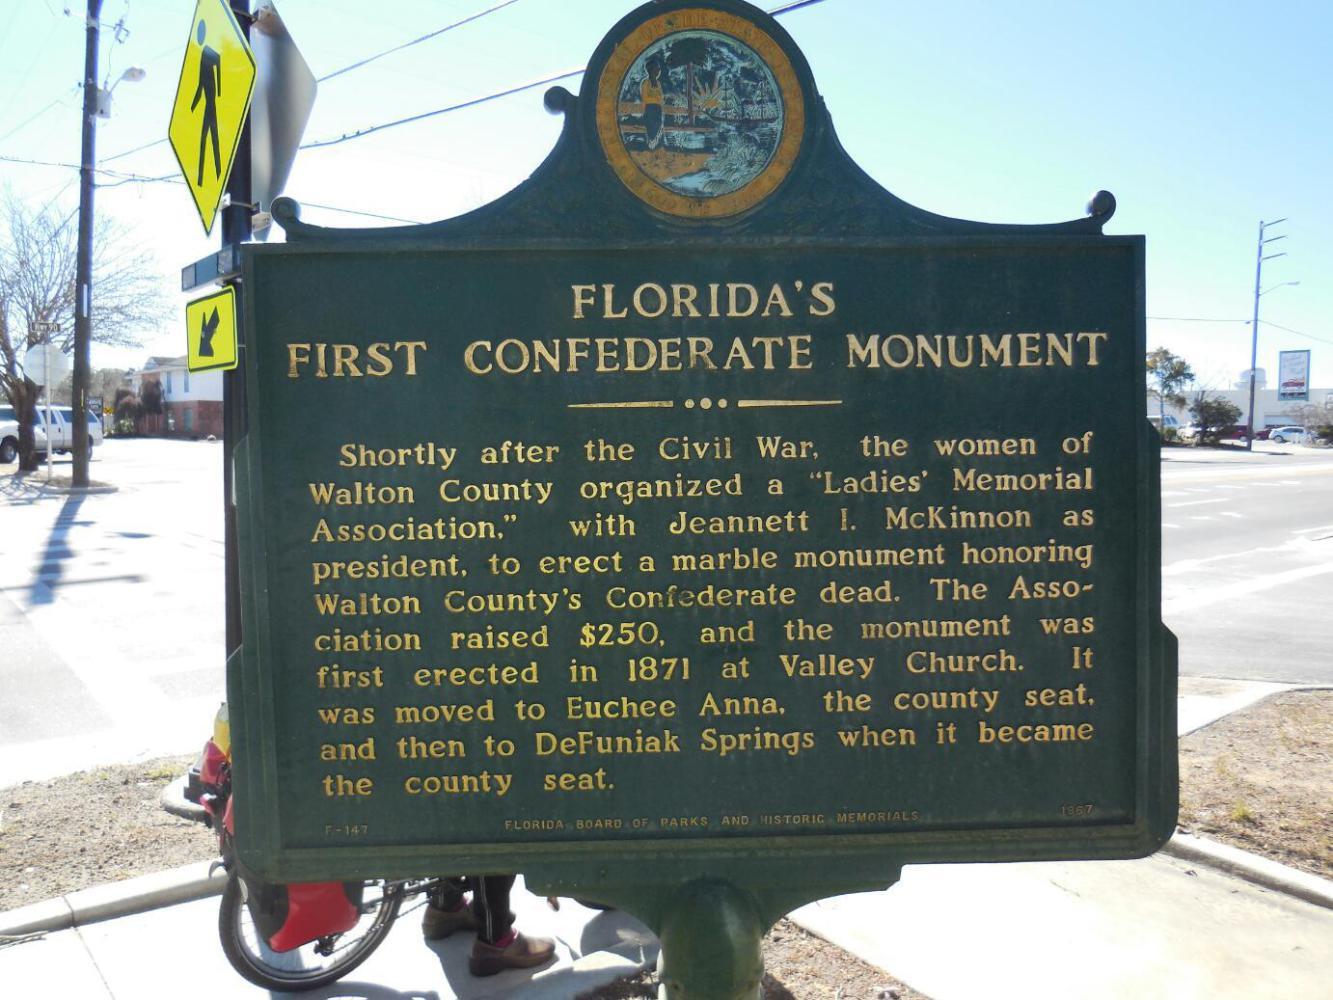 FLORIDA'S
FIRST CONFEDERATE MONUMENT
Shortly after the Civil War, the women of
Walton County organized a "Ladies' Memorial
Association," with Jeannett I. McKinnon as
president, to erect a marble monument honoring
Walton County's Confederate dead. The Asso-
ciation raised $250, and the monument was
first erected in 1871 at Valley Church. It
was moved to Euchee Anna, the county seat,
and then to DeFuniak Springs when it became
the county seat.
F-147 FLORIDA BOARD OF PARKS AND HISTORIC MEMORIALS 1867